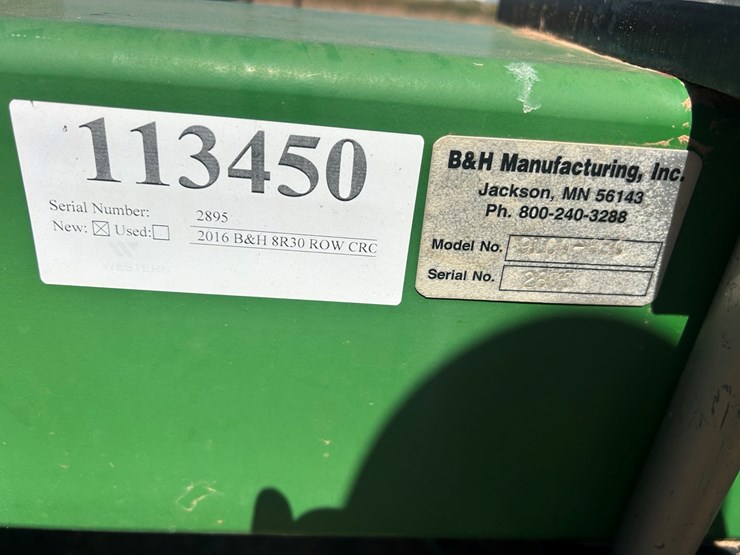 113450
Serial Number: 2895
New: ☒ Used: ☐ 2016 B&H 8R30 ROW CRC
B&H Manufacturing, Inc.
Jackson, MN 56143
Ph. 800-240-3288
Model No.
Serial No.